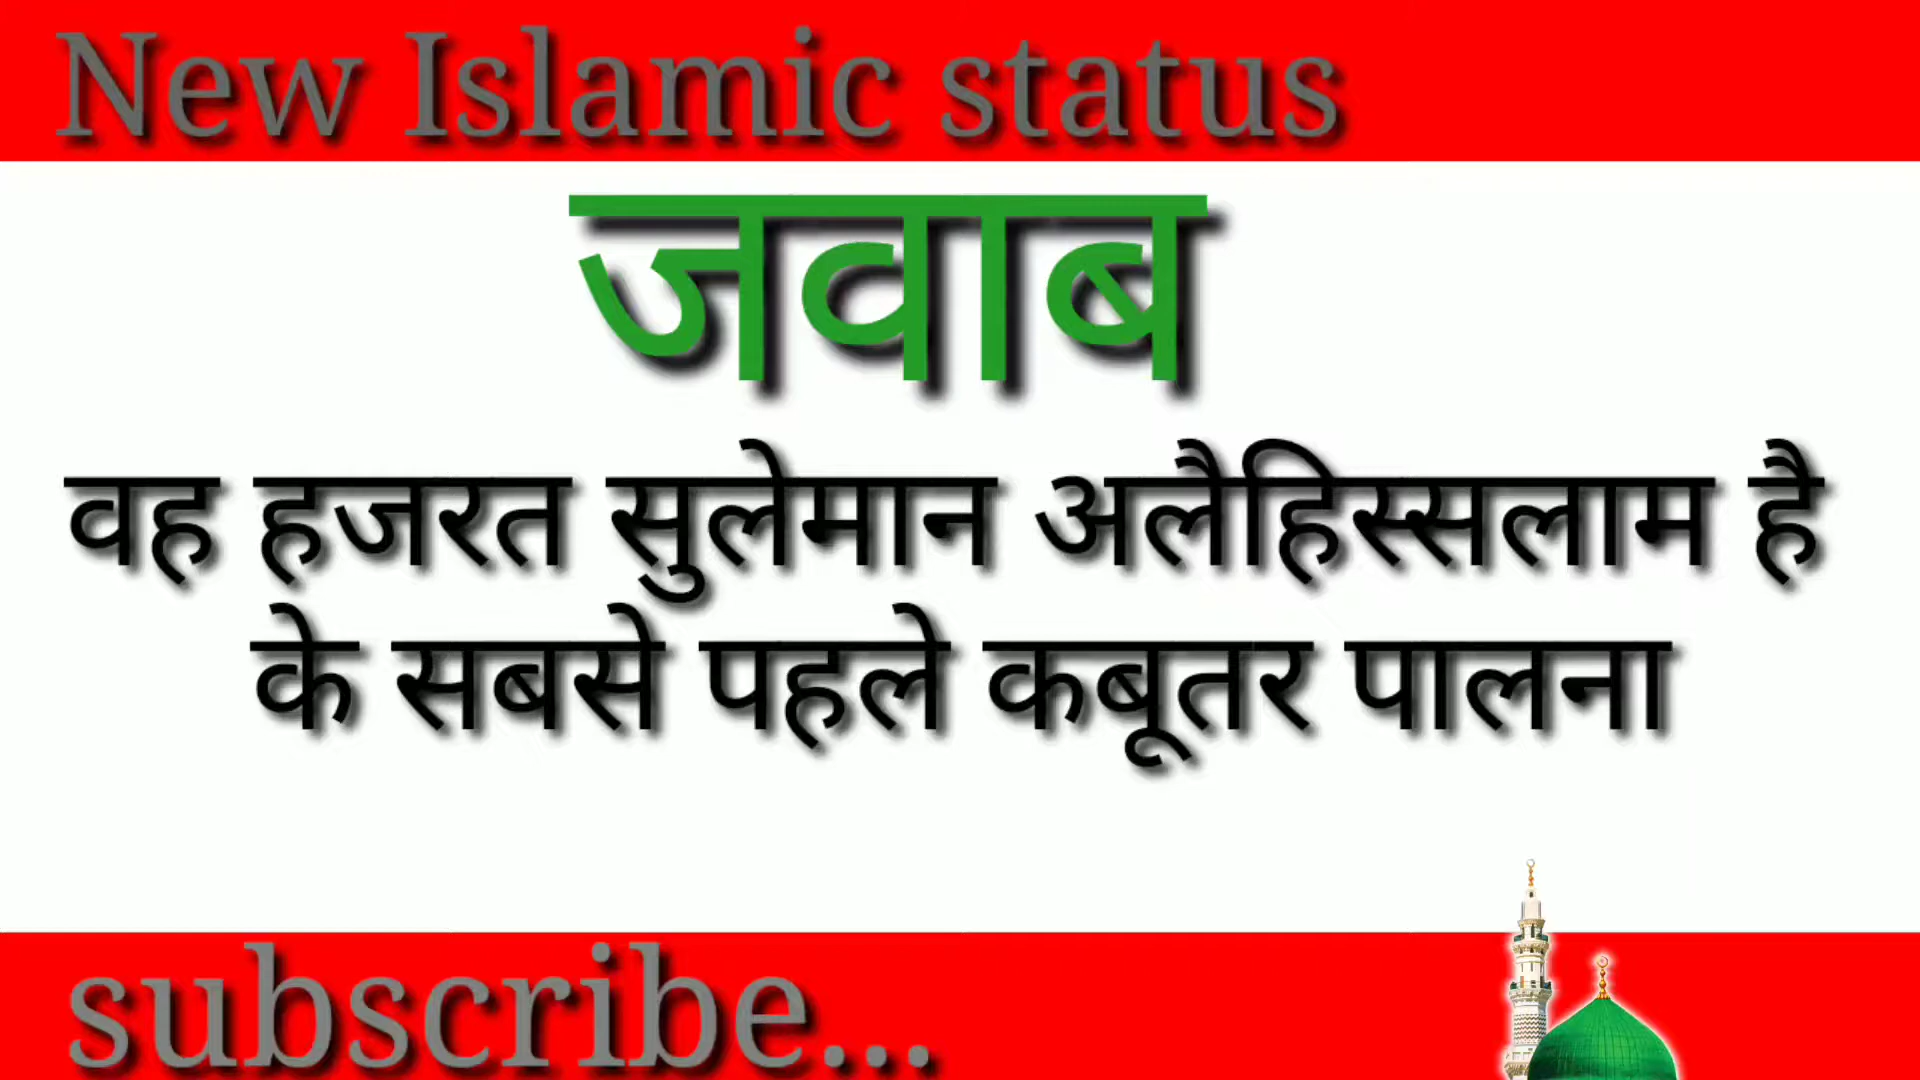 New Islamic status
जवाब
वह हजरत सुलेमान अलैहिस्सलाम है
के सबसे पहले कबूतर पालना
subscribe...